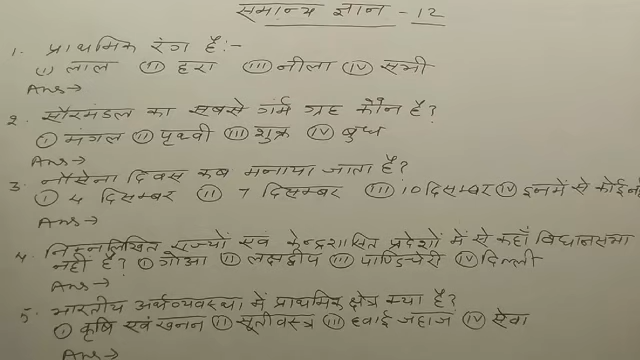 समान्य ज्ञान - 12
1. प्राथमिक रंग है:-
(i) लाल (ii) हरा (iii) नीला (iv) सभी
Ans →
2. सौरमंडल का सबसे गर्म ग्रह कौन है?
(i) मंगल (ii) पृथ्वी (iii) शुक्र (iv) बुध
Ans →
3. नौसेना दिवस कब मनाया जाता है?
(i) 4 दिसम्बर (ii) 7 दिसम्बर (iii) 10 दिसम्बर (iv) इनमें से कोई
Ans →
4. निम्नलिखित राज्यों एवं केन्द्रशासित प्रदेशों में से कहाँ विधानसभा
नहीं है? (i) गोआ (ii) लक्षद्वीप (iii) पाण्डिचेरी (iv) दिल्ली
Ans →
5. भारतीय अर्थव्यवस्था में प्राथमिक क्षेत्र क्या है?
(i) कृषि एवं खनन (ii) सूतीवस्त्र (iii) हवाई जहाज (iv) सेवा
Ans →